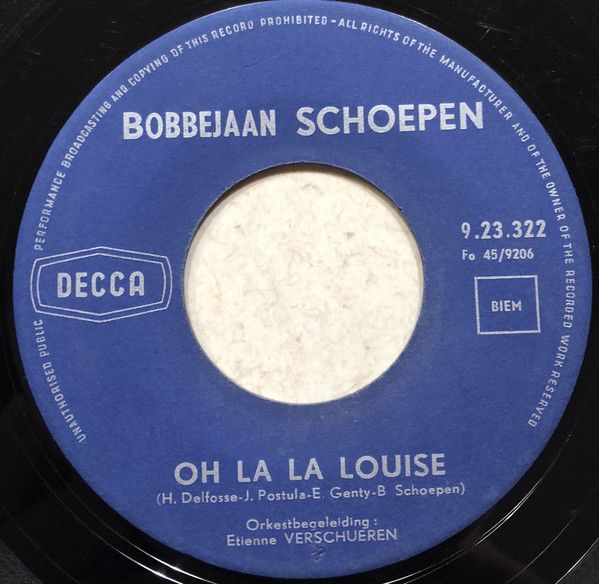 UNAUTHORISED PUBLIC PERFORMANCE BROADCASTING AND COPYING OF THIS RECORD PROHIBITED-ALL RIGHTS OF THE MANUFACTURER AND OF THE OWNER OF THE RECORDED WORK RESERVED
BOBBEJAAN SCHOEPEN
9.23.322
Fo 45/9206
DECCA
BIEM
OH LA LA LOUISE
(H. Delfosse-J. Postula-E. Genty-B Schoepen)
Orkestbegeleiding:
Etienne VERSCHUEREN